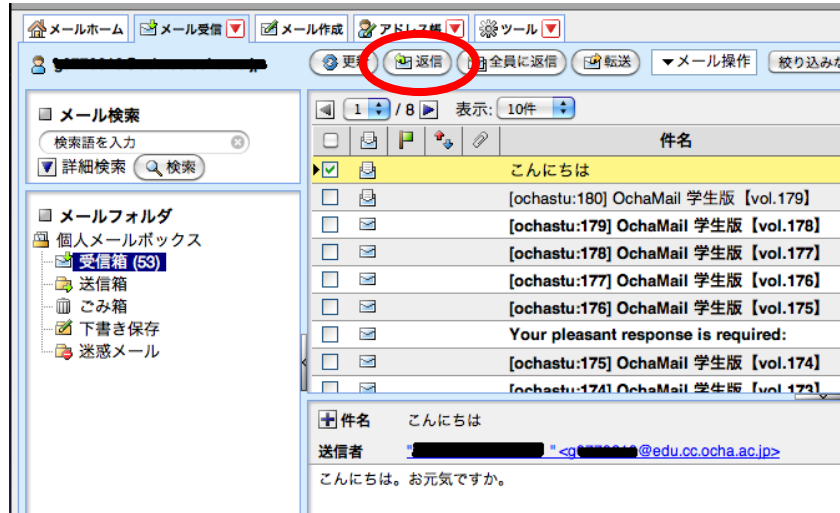 メールホーム メール受信 メール作成 アドレス帳 ツール
返信 全員に返信 転送 ▼メール操作
メール検索
検索語を入力
詳細検索 検索
メールフォルダ
個人メールボックス
受信箱 (53)
送信箱
ごみ箱
下書き保存
迷惑メール
1 / 8 表示: 10件
件名
こんにちは
[ochastu:180] OchaMail 学生版【vol.179】
[ochastu:179] OchaMail 学生版【vol.178】
[ochastu:178] OchaMail 学生版【vol.177】
[ochastu:177] OchaMail 学生版【vol.176】
[ochastu:176] OchaMail 学生版【vol.175】
Your pleasant response is required:
[ochastu:175] OchaMail 学生版【vol.174】
[ochastu:174] OchaMail 学生版【vol.173】
件名 こんにちは
送信者 @edu.cc.ocha.ac.jp>
こんにちは。お元気ですか。